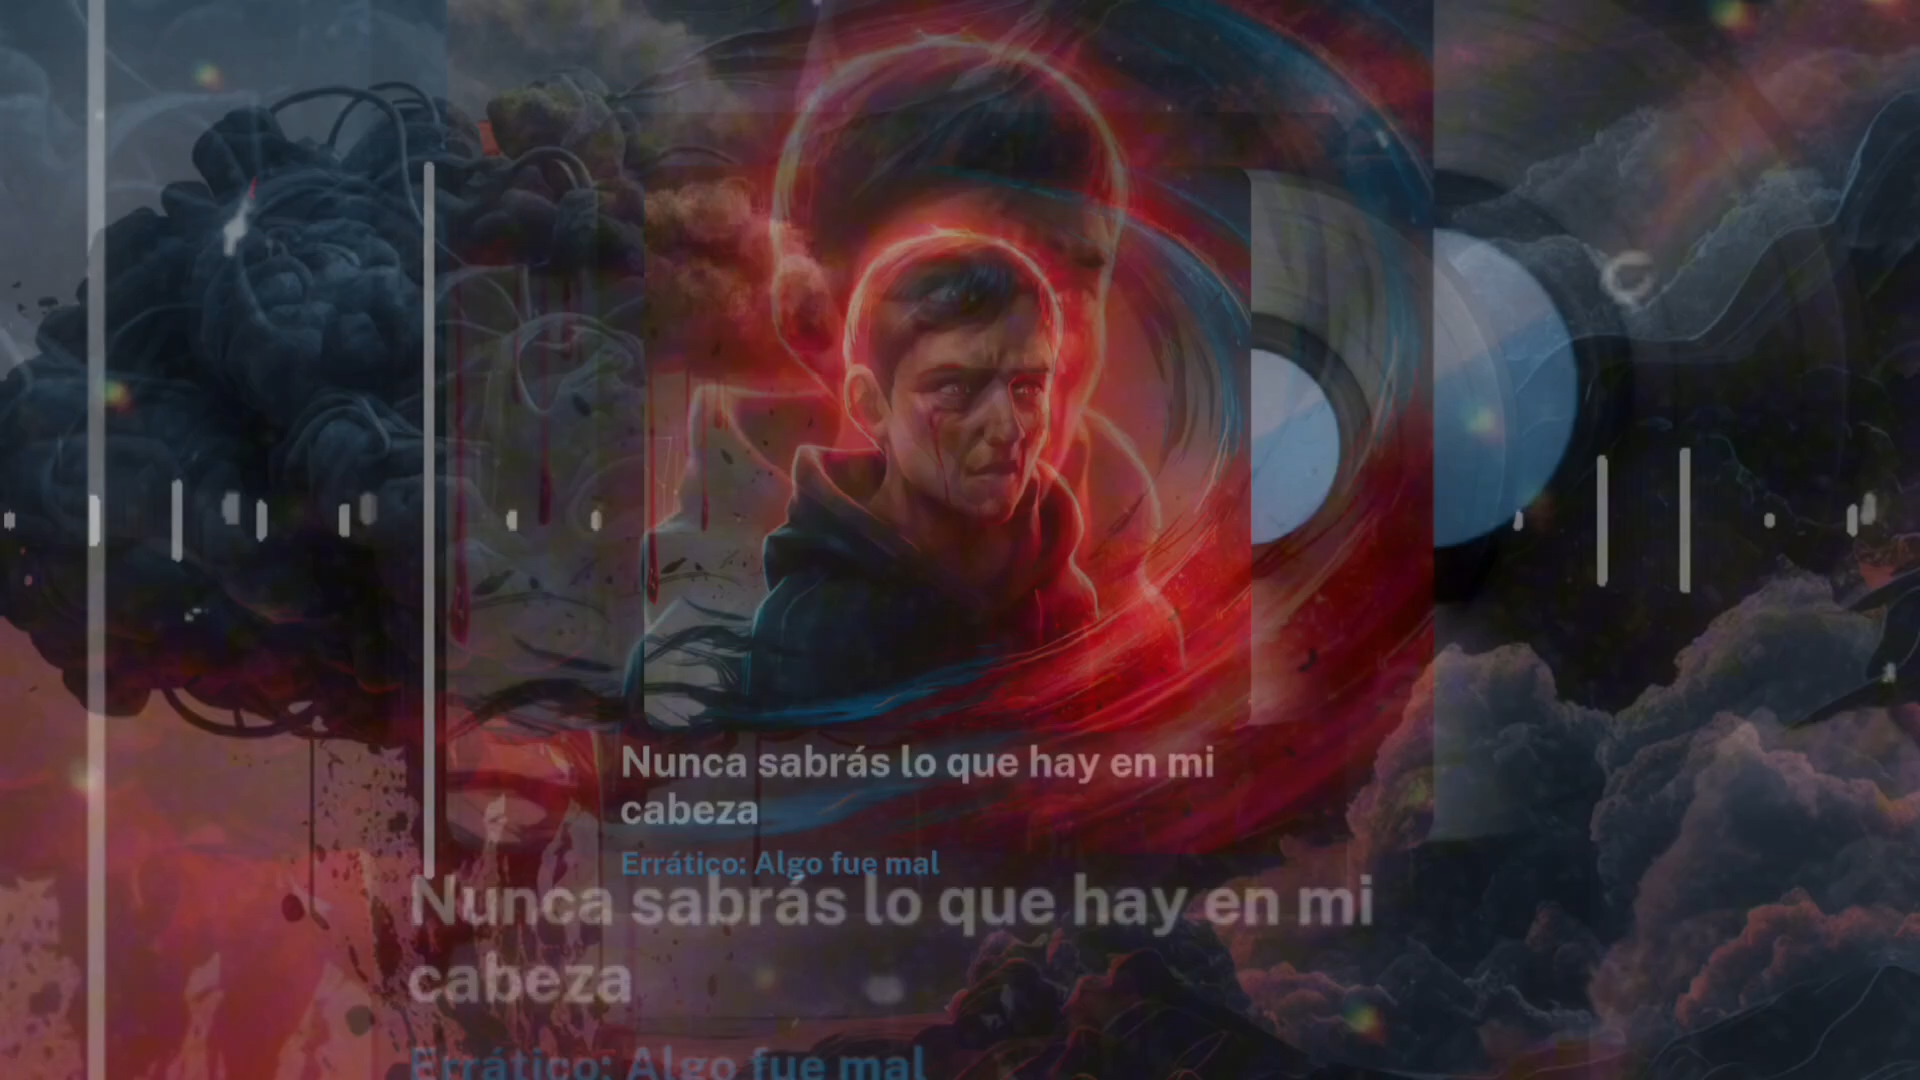 Nunca sabrás lo que hay en mi
cabeza
Errático: Algo fue mal
Nunca sabrás lo que hay en mi
cabeza
Errático: Algo fue mal